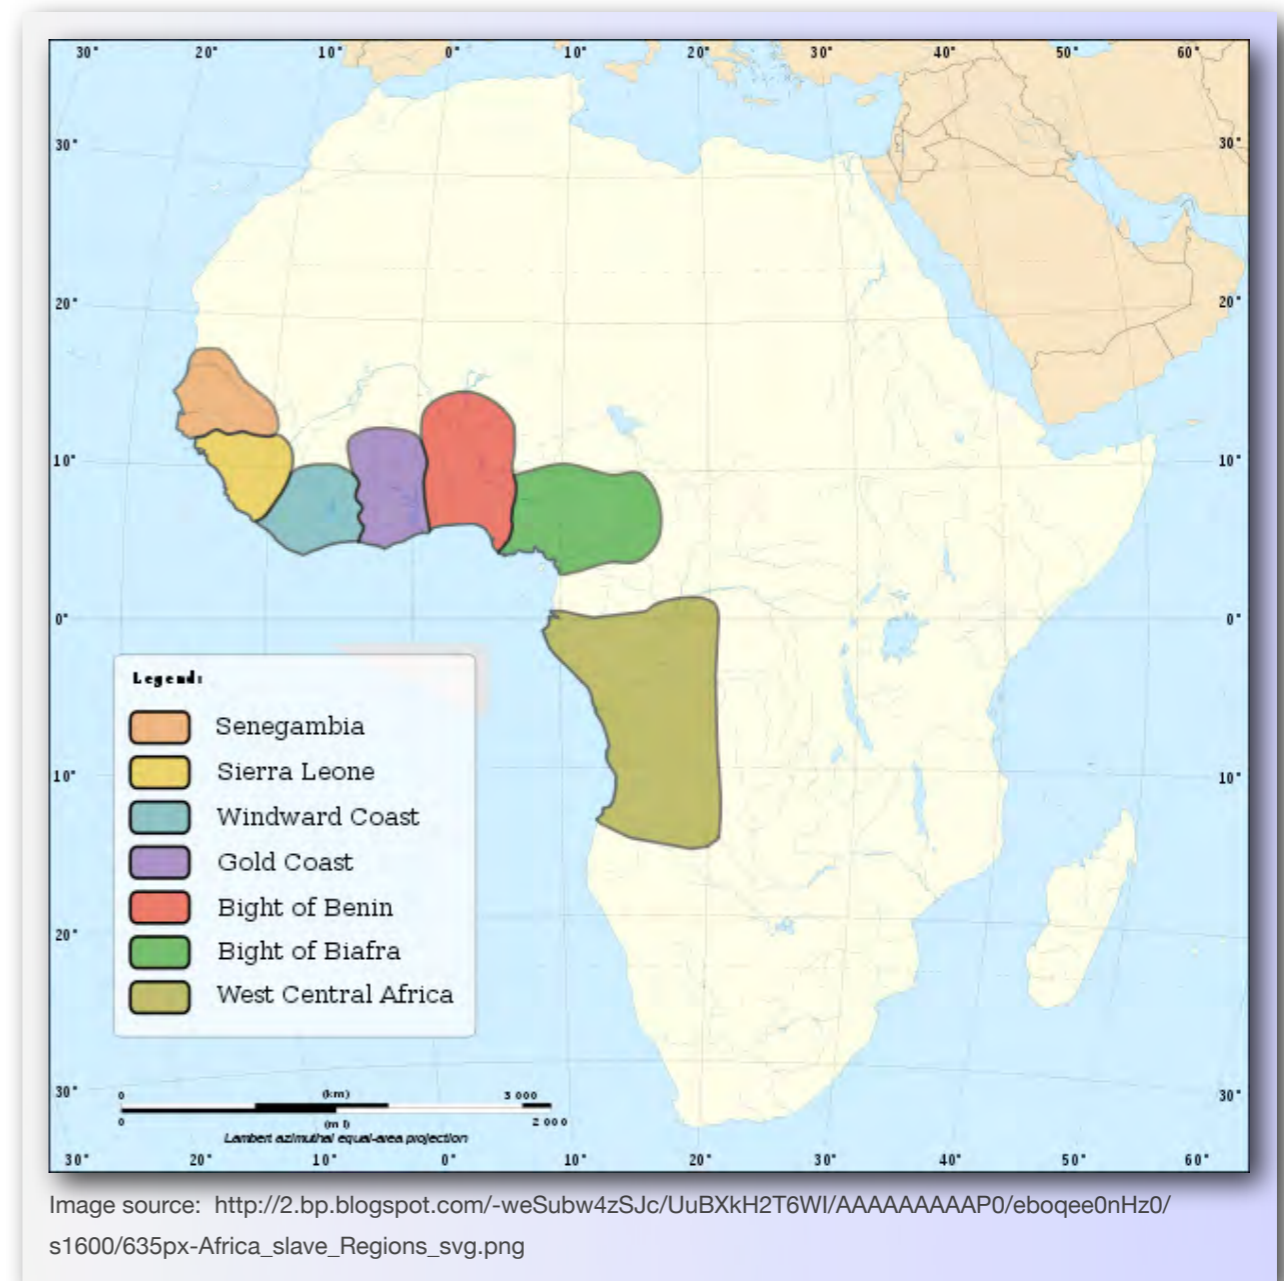 30° 20° 10° 0° 10° 20° 30° 40° 50° 60°
30° 30°
20° 20°
10° 10°
0° 0°
Legend:
Senegambia
Sierra Leone
Windward Coast
Gold Coast
Bight of Benin
Bight of Biafra
West Central Africa
10° 10°
20°
30° 30°
0 (km) 3 000
0 (mi) 2 000
Lambert azimuthal equal-area projection
30° 20° 10° 0° 10° 20° 30° 40° 50° 60°
Image source: http://2.bp.blogspot.com/-weSubw4zSJc/UuBXkH2T6WI/AAAAAAAAAP0/eboqee0nHz0/
s1600/635px-Africa_slave_Regions_svg.png